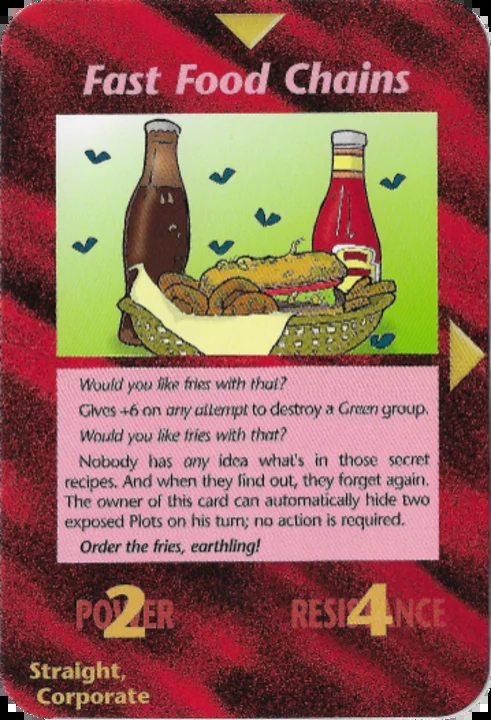 Fast Food Chains
Would you like fries with that?
Gives +6 on any attempt to destroy a Green group.
Would you like fries with that?
Nobody has any idea what's in those secret
recipes. And when they find out, they forget again.
The owner of this card can automatically hide two
exposed Plots on his turn; no action is required.
Order the fries, earthling!
POWER 2
RESISTANCE 4
Straight,
Corporate